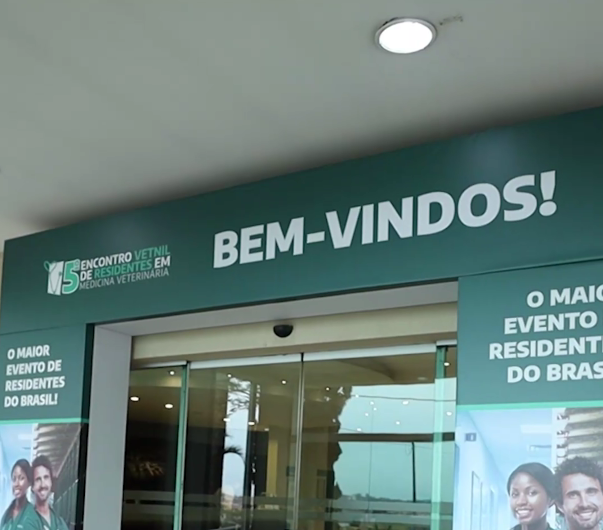 BEM-VINDOS!
5º ENCONTRO VETNIL
DE RESIDENTES EM
MEDICINA VETERINÁRIA
O MAIOR
EVENTO DE
RESIDENTES
DO BRASIL!
O MAIO
EVENTO
RESIDENT
DO BRAS